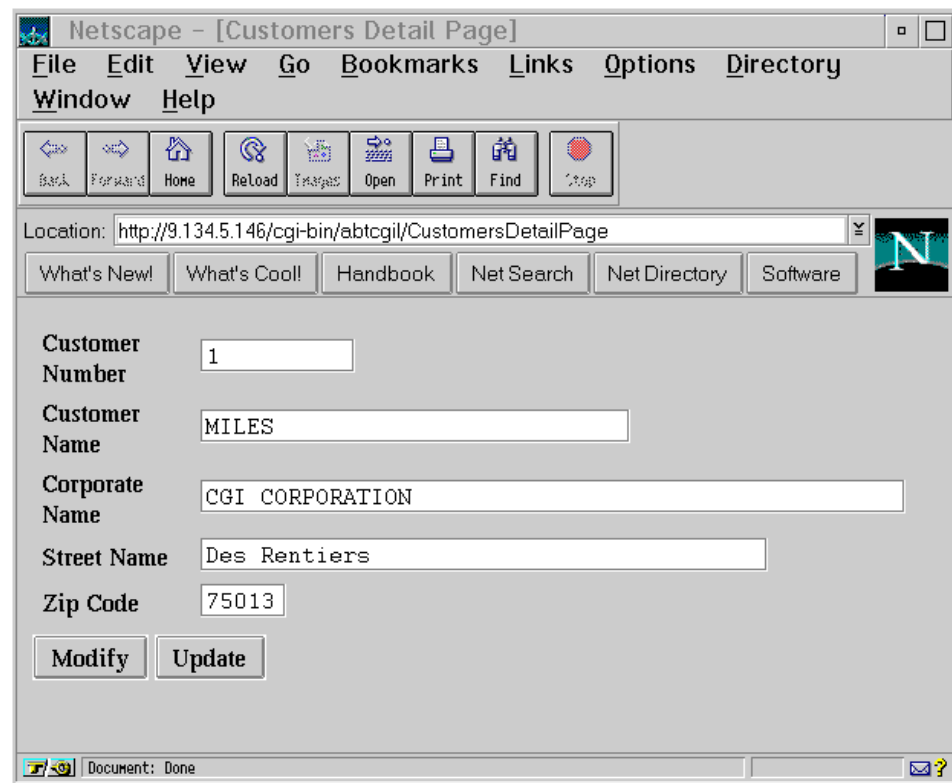 Netscape - [Customers Detail Page]
File Edit View Go Bookmarks Links Options Directory
Window Help
Back Forward Home Reload Images Open Print Find Stop
Location: http://9.134.5.146/cgi-bin/abtcgil/CustomersDetailPage
What's New! What's Cool! Handbook Net Search Net Directory Software
N
Customer
Number
1
Customer
Name
MILES
Corporate
Name
CGI CORPORATION
Street Name Des Rentiers
Zip Code 75013
Modify Update
Document: Done